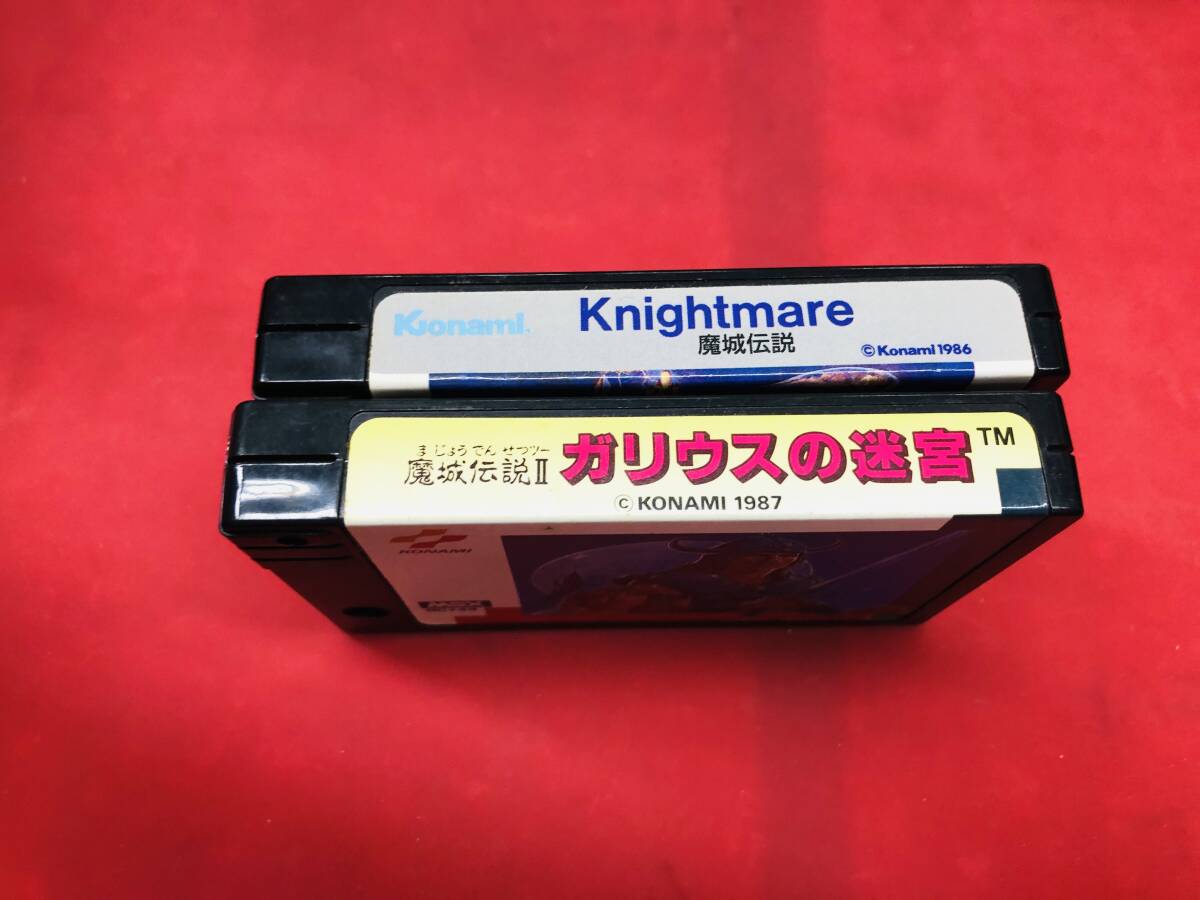 Konami
Knightmare
魔城伝説
©Konami 1986
ま じょう でん せつツー
魔城伝説II ガリウスの迷宮™
© KONAMI 1987
KONAMI
MSX